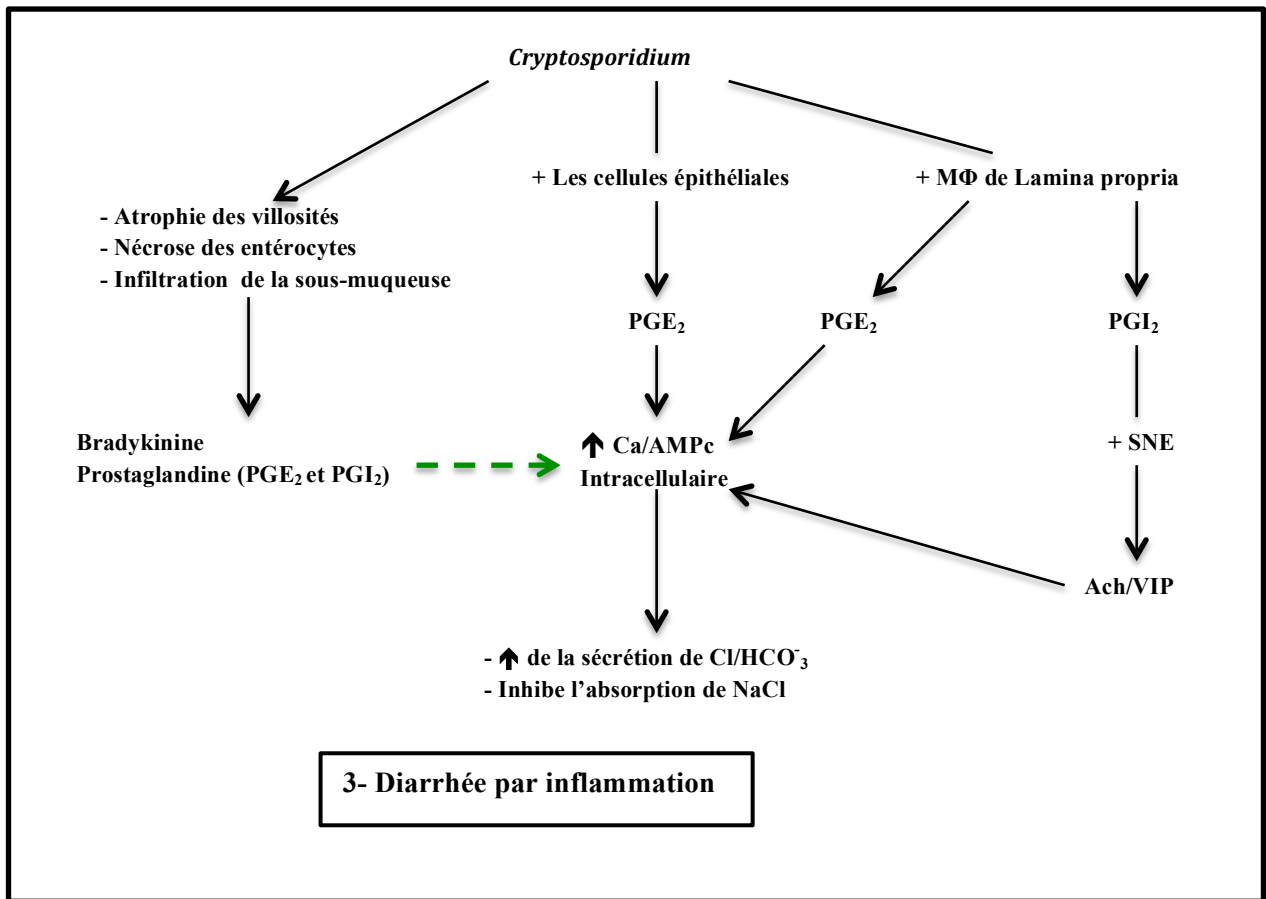 Cryptosporidium
+ Les cellules épithéliales
+ MΦ de Lamina propria
- Atrophie des villosités
- Nécrose des entérocytes
- Infiltration de la sous-muqueuse
PGE₂
PGE₂
PGI₂
Bradykinine
Prostaglandine (PGE₂ et PGI₂)
🡹 Ca/AMPc
Intracellulaire
+ SNE
Ach/VIP
- 🡹 de la sécrétion de Cl/HCO⁻₃
- Inhibe l’absorption de NaCl
3- Diarrhée par inflammation